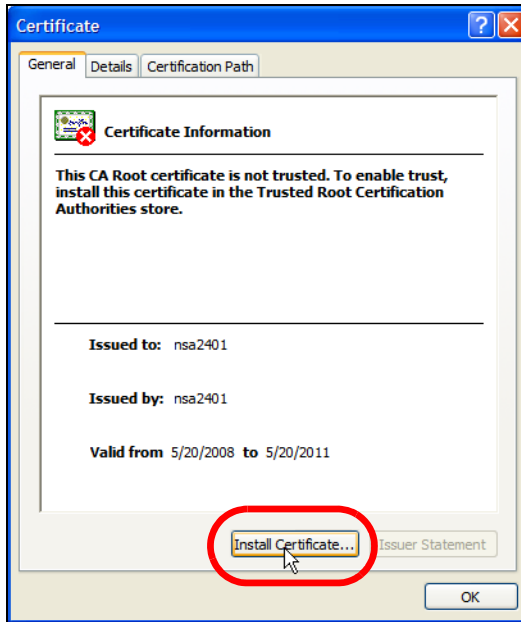 Certificate
General Details Certification Path
Certificate Information
This CA Root certificate is not trusted. To enable trust,
install this certificate in the Trusted Root Certification
Authorities store.
Issued to: nsa2401
Issued by: nsa2401
Valid from 5/20/2008 to 5/20/2011
Install Certificate... Issuer Statement
OK